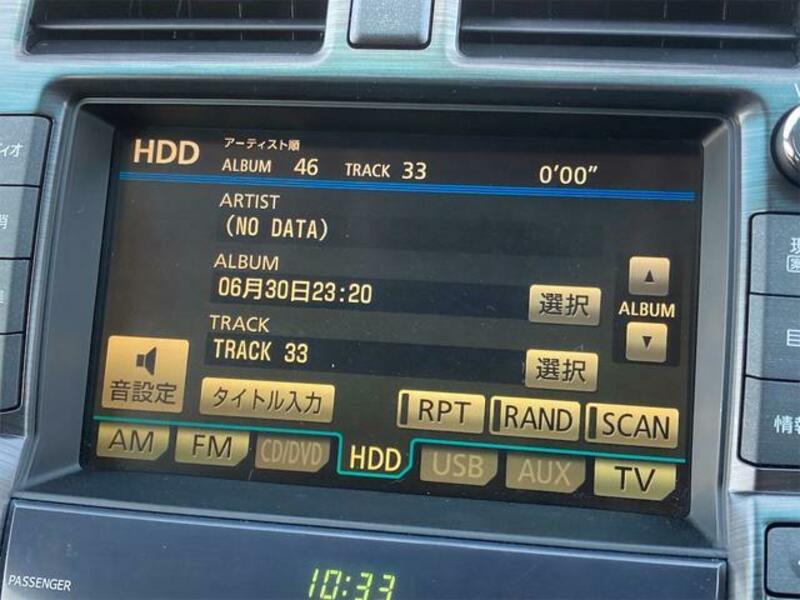 アーティスト順
HDD ALBUM 46 TRACK 33 0'00"
ARTIST
(NO DATA)
ALBUM
06月30日23:20 選択
ALBUM
TRACK
TRACK 33 選択
音設定 タイトル入力 RPT RAND SCAN
AM FM CD/DVD HDD USB AUX TV
PASSENGER 10:33
情報